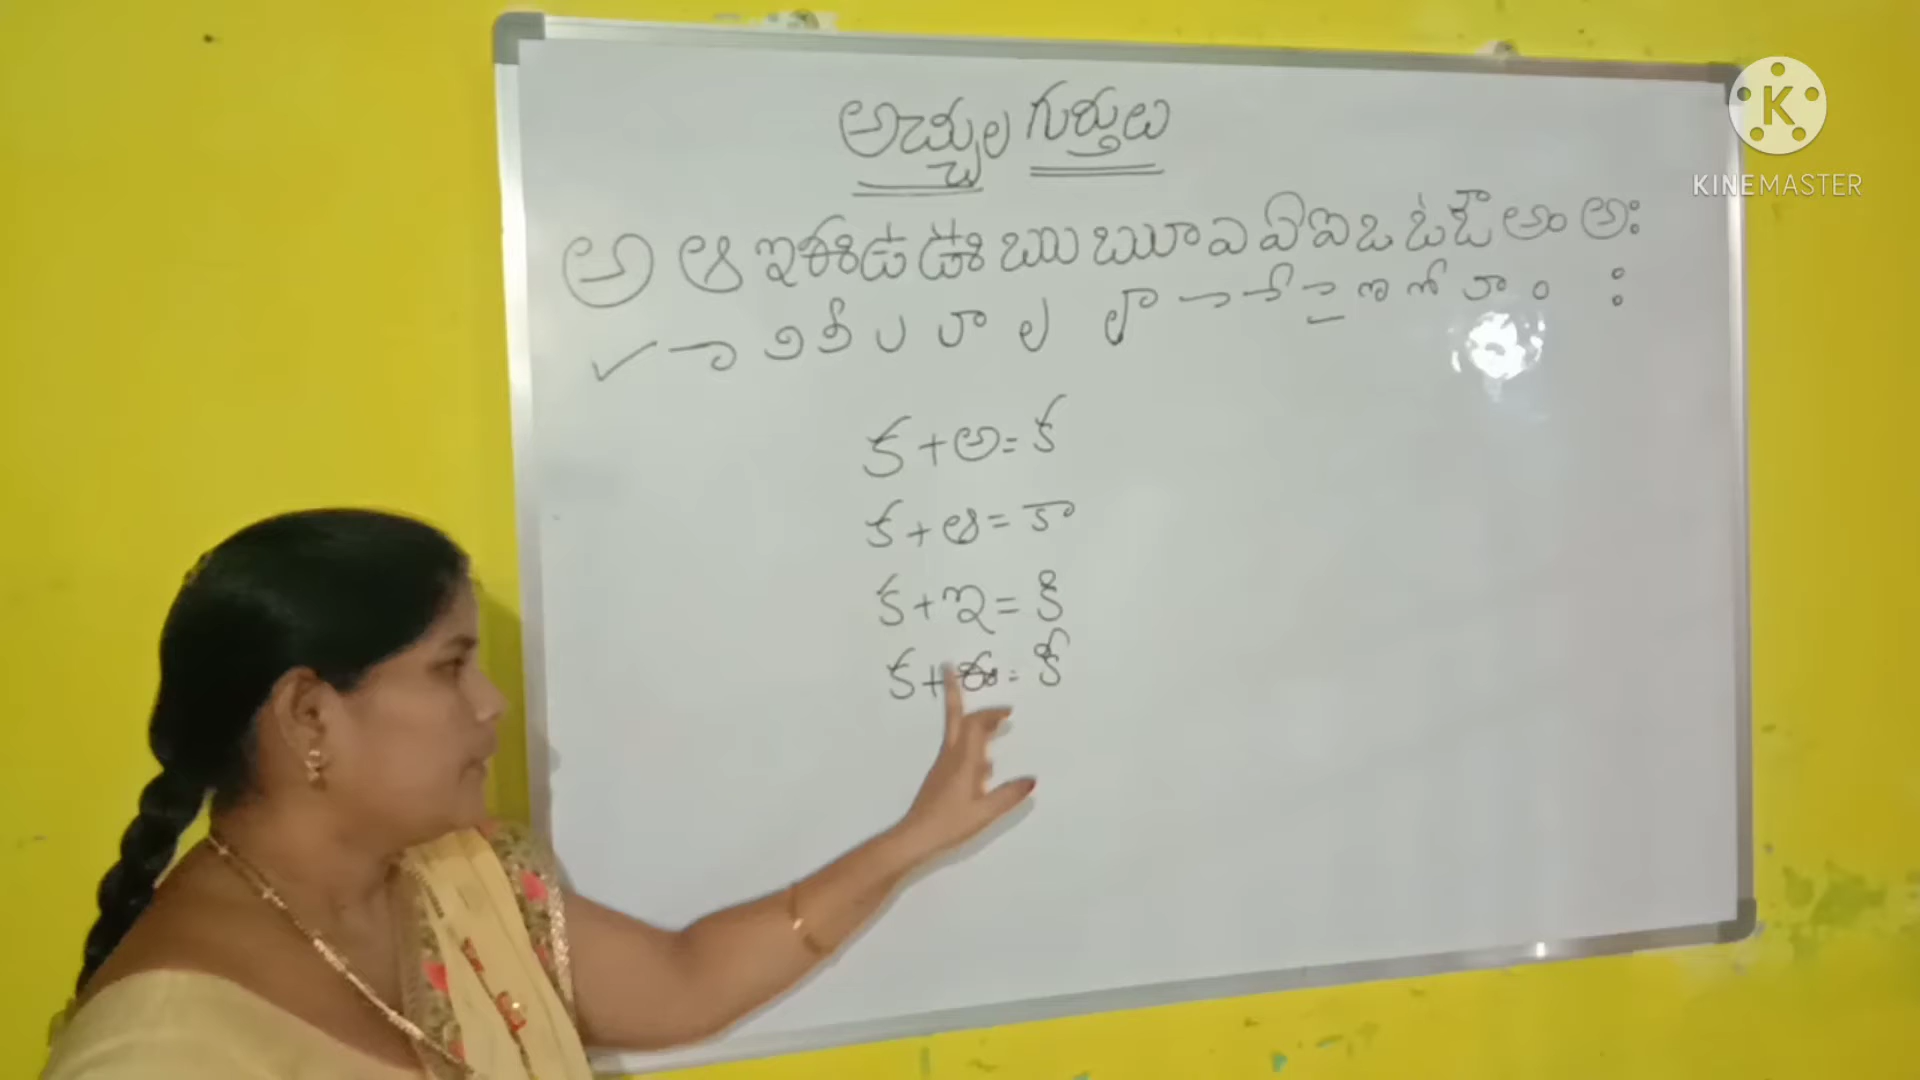 అచ్చుల గుర్తులు
అ ఆ ఇ ఈ ఉ ఊ ఋ ౠ ఎ ఏ ఐ ఒ ఓ ఔ అం అః
✓ ా ి ీ ు ూ ృ ౄ ె ే ై ొ ో ౌ ం ః
క + అ = క
క + ఆ = కా
క + ఇ = కి
క + ఈ = కీ
KINEMASTER